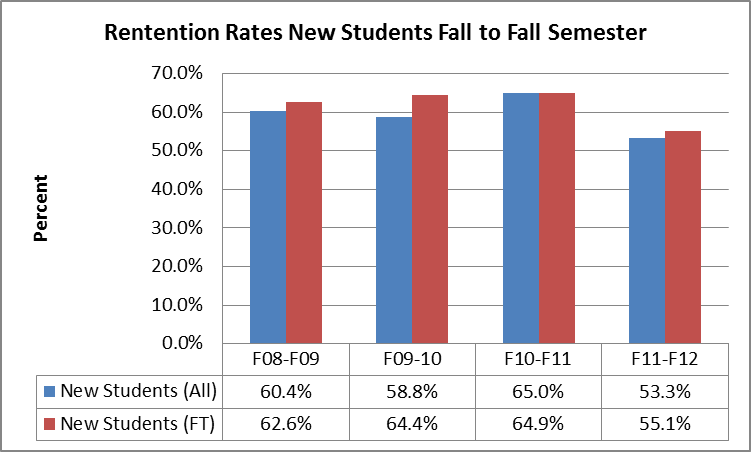 Rentention Rates New Students Fall to Fall Semester
70.0%
60.0%
50.0%
40.0%
30.0%
20.0%
10.0%
0.0%
Percent
F08-F09 F09-10 F10-F11 F11-F12
New Students (All) 60.4% 58.8% 65.0% 53.3%
New Students (FT) 62.6% 64.4% 64.9% 55.1%